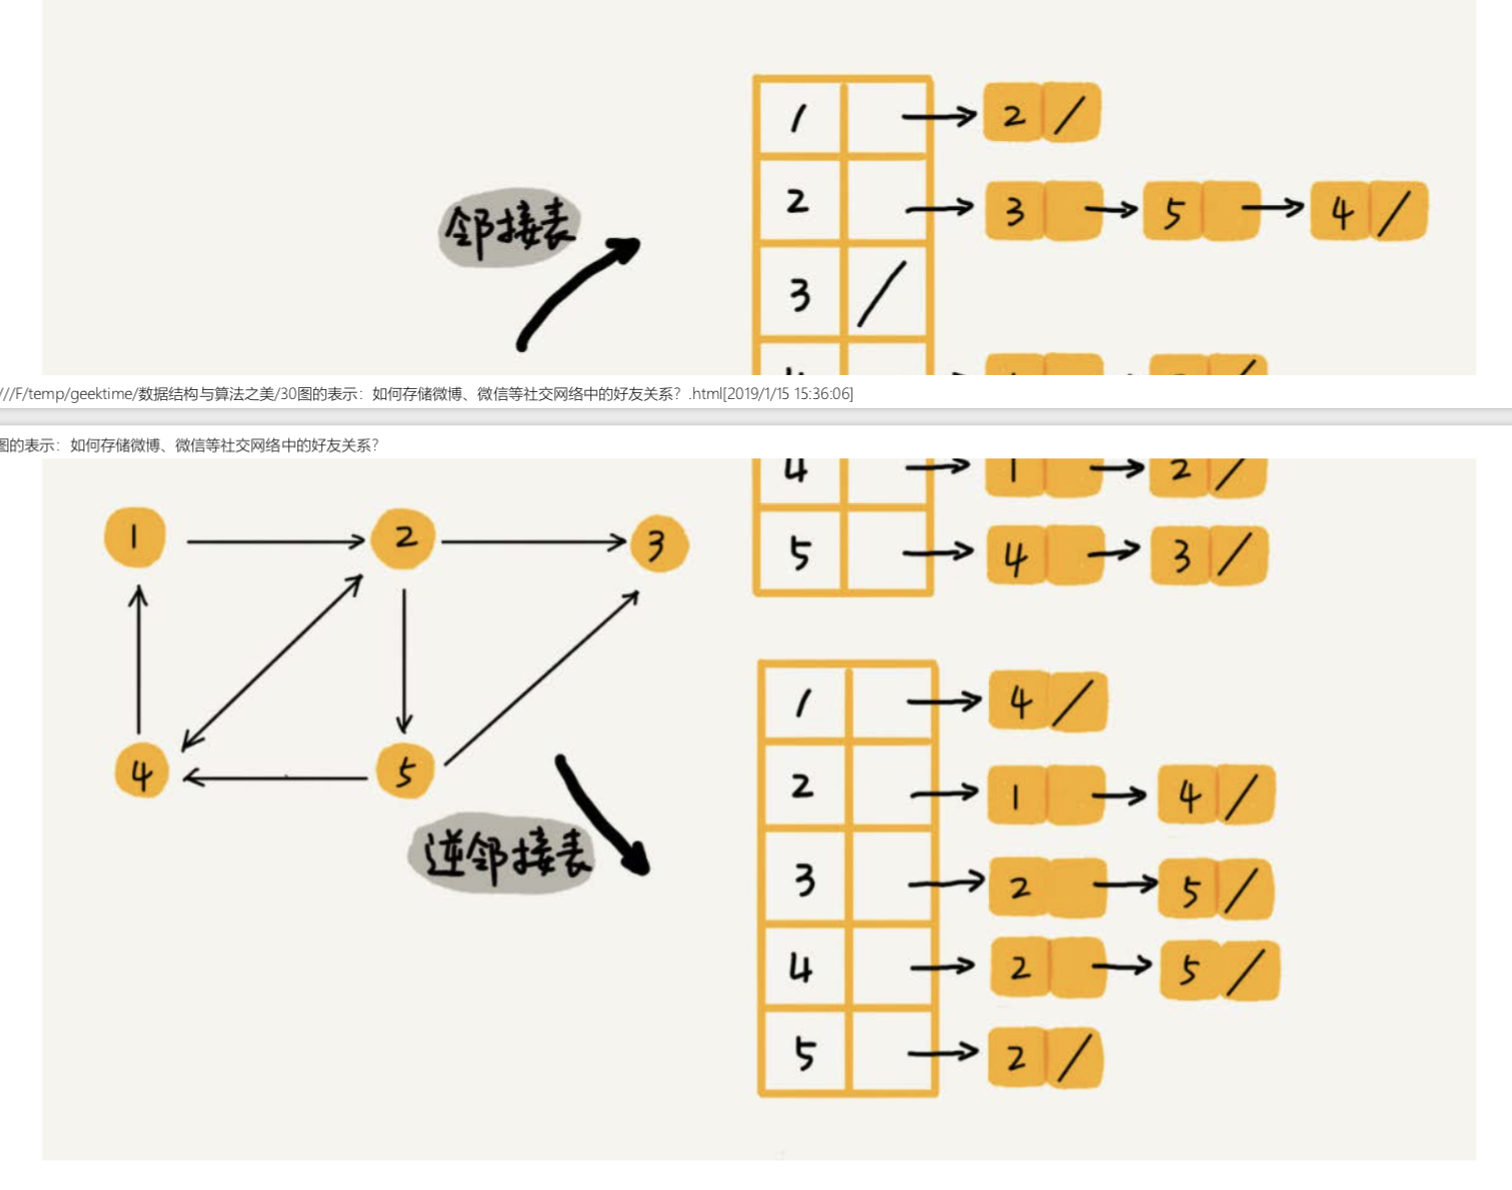 1 2 /
2 3 5 4 /
邻接表
3 /
///F/temp/geektime/数据结构与算法之美/30图的表示：如何存储微博、微信等社交网络中的好友关系？.html[2019/1/15 15:36:06]
图的表示：如何存储微博、微信等社交网络中的好友关系？
4 1 2 /
1 2 3
5 4 3 /
1 4 /
4 5
2 1 4 /
逆邻接表
3 2 5 /
4 2 5 /
5 2 /